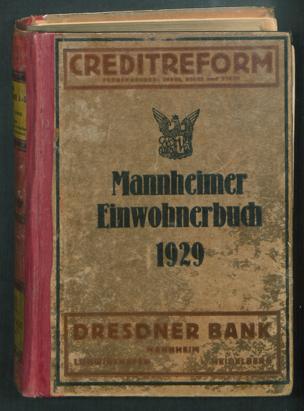 CREDITREFORM
Mannheimer
Einwohnerbuch
1929
DRESDNER BANK
MANNHEIM
LUDWIGSHAFEN HEIDELBERG